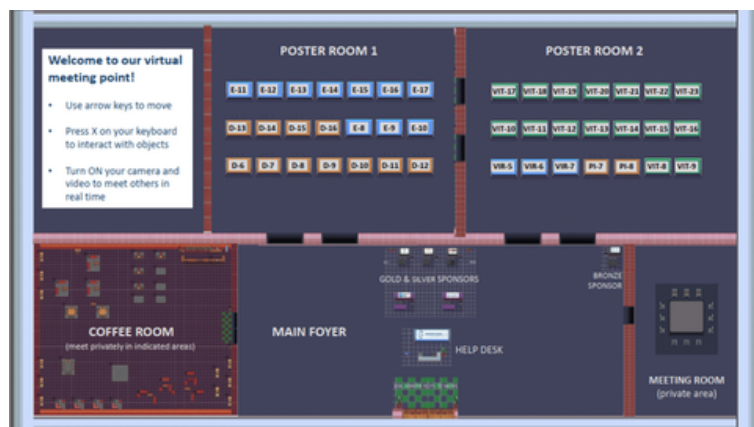 Welcome to our virtual
meeting point!
• Use arrow keys to move
• Press X on your keyboard
to interact with objects
• Turn ON your camera and
video to meet others in
real time
POSTER ROOM 1
E-11 E-12 E-13 E-14 E-15 E-16 E-17
D-13 D-14 D-15 D-16 E-8 E-9 E-10
D-6 D-7 D-8 D-9 D-10 D-11 D-12
POSTER ROOM 2
VIT-17 VIT-18 VIT-19 VIT-20 VIT-21 VIT-22 VIT-23
VIT-10 VIT-11 VIT-12 VIT-13 VIT-14 VIT-15 VIT-16
VIR-5 VIR-6 VIR-7 PI-7 PI-8 VIT-8 VIT-9
COFFEE ROOM
(meet privately in indicated areas)
MAIN FOYER
GOLD & SILVER SPONSORS
HELP DESK
BRONZE
SPONSOR
MEETING ROOM
(private area)